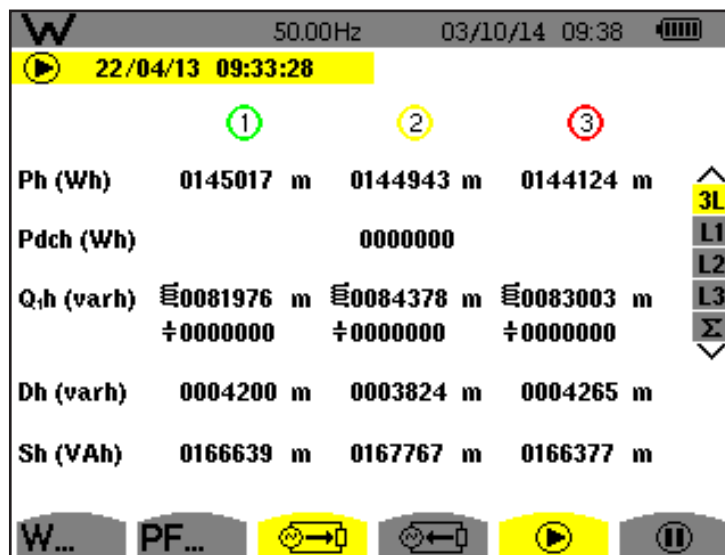 W 50.00Hz 03/10/14 09:38
22/04/13 09:33:28
1 2 3
Ph (Wh) 0145017 m 0144943 m 0144124 m
3L
Pdch (Wh) 0000000
L1
L2
Q₁h (varh) 0081976 m 0084378 m 0083003 m
L3
0000000 0000000 0000000
Σ
Dh (varh) 0004200 m 0003824 m 0004265 m
Sh (VAh) 0166639 m 0167767 m 0166377 m
W... PF...